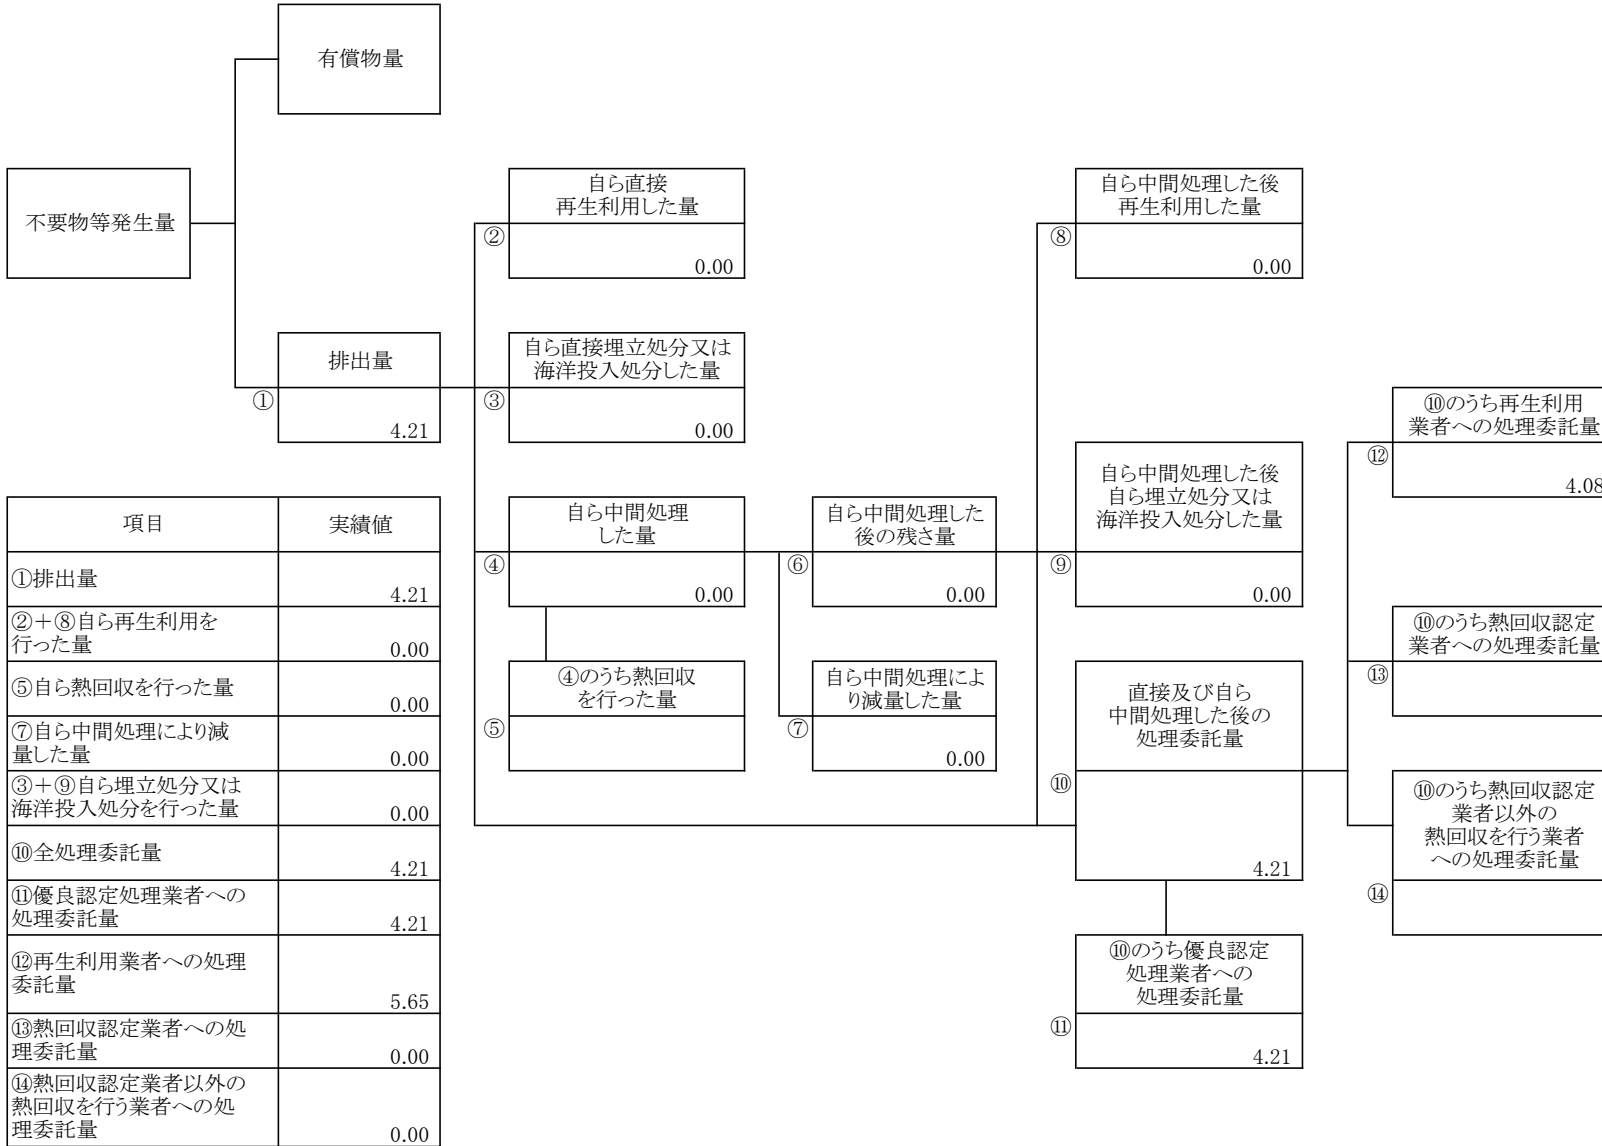 有償物量
不要物等発生量
自ら直接
再生利用した量
②
0.00
自ら中間処理した後
再生利用した量
⑧
0.00
排出量
①
4.21
自ら直接埋立処分又は
海洋投入処分した量
③
0.00
⑩のうち再生利用
業者への処理委託量
⑫
4.08
自ら中間処理
した量
④
0.00
自ら中間処理した
後の残さ量
⑥
0.00
自ら中間処理した後
自ら埋立処分又は
海洋投入処分した量
⑨
0.00
④のうち熱回収
を行った量
⑤
自ら中間処理によ
り減量した量
⑦
0.00
直接及び自ら
中間処理した後の
処理委託量
⑩
4.21
⑩のうち熱回収認定
業者への処理委託量
⑬
⑩のうち熱回収認定
業者以外の
熱回収を行う業者
への処理委託量
⑭
⑩のうち優良認定
処理業者への
処理委託量
⑪
4.21
項目 実績値
①排出量 4.21
②+⑧自ら再生利用を
行った量 0.00
⑤自ら熱回収を行った量 0.00
⑦自ら中間処理により減
量した量 0.00
③+⑨自ら埋立処分又は
海洋投入処分を行った量 0.00
⑩全処理委託量 4.21
⑪優良認定処理業者への
処理委託量 4.21
⑫再生利用業者への処理
委託量 5.65
⑬熱回収認定業者への処
理委託量 0.00
⑭熱回収認定業者以外の
熱回収を行う業者への処
理委託量 0.00